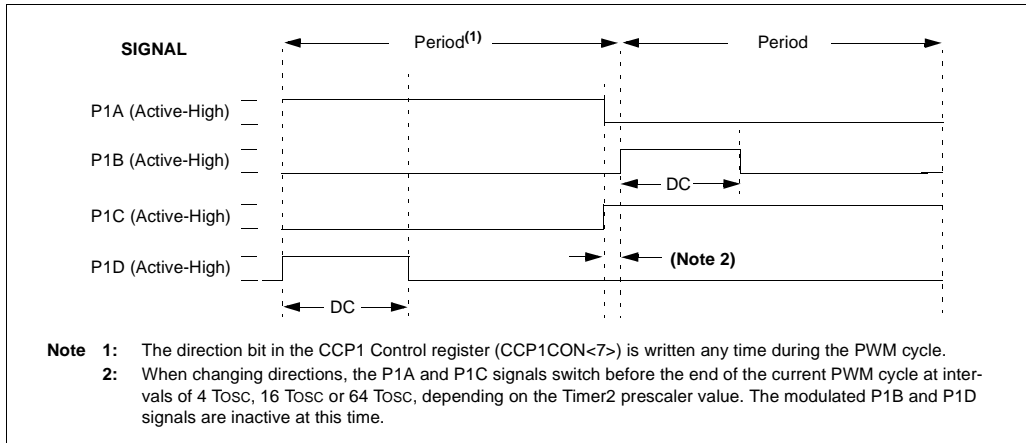 SIGNAL
Period(1)
Period
P1A (Active-High)
P1B (Active-High)
DC
P1C (Active-High)
P1D (Active-High)
(Note 2)
DC
Note 1: The direction bit in the CCP1 Control register (CCP1CON<7>) is written any time during the PWM cycle.
2: When changing directions, the P1A and P1C signals switch before the end of the current PWM cycle at inter-
vals of 4 TOSC, 16 TOSC or 64 TOSC, depending on the Timer2 prescaler value. The modulated P1B and P1D
signals are inactive at this time.